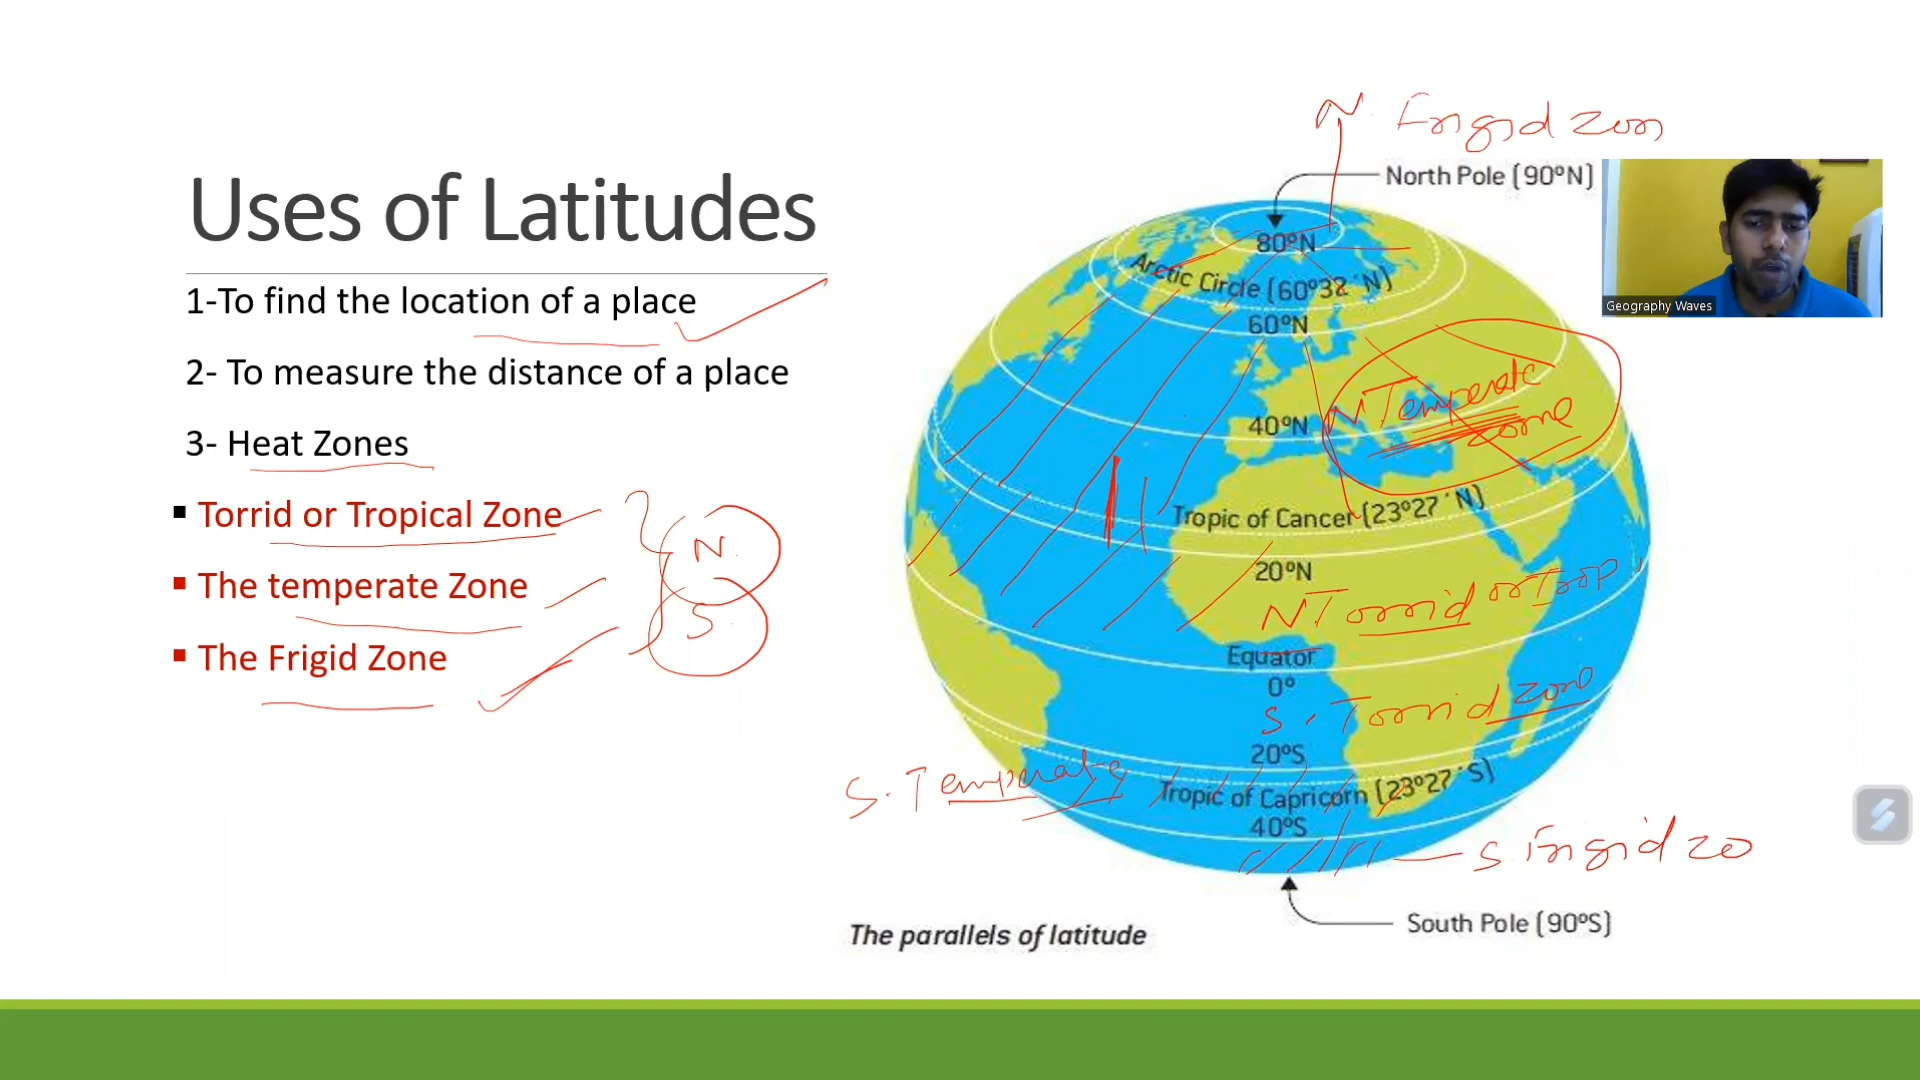 Uses of Latitudes
1-To find the location of a place
2- To measure the distance of a place
3- Heat Zones
▪ Torrid or Tropical Zone
▪ The temperate Zone
▪ The Frigid Zone
N
S
N Frigid Zon
North Pole (90°N)
80°N
Arctic Circle (60°32´N)
60°N
N Temperate
zone
40°N
Tropic of Cancer (23°27´N)
20°N
N Torrid or Trop
Equator
0°
S. Torrid Zone
20°S
S. Temperate
Tropic of Capricorn (23°27´S)
40°S
S. Frigid zo
South Pole (90°S)
The parallels of latitude
Geography Waves